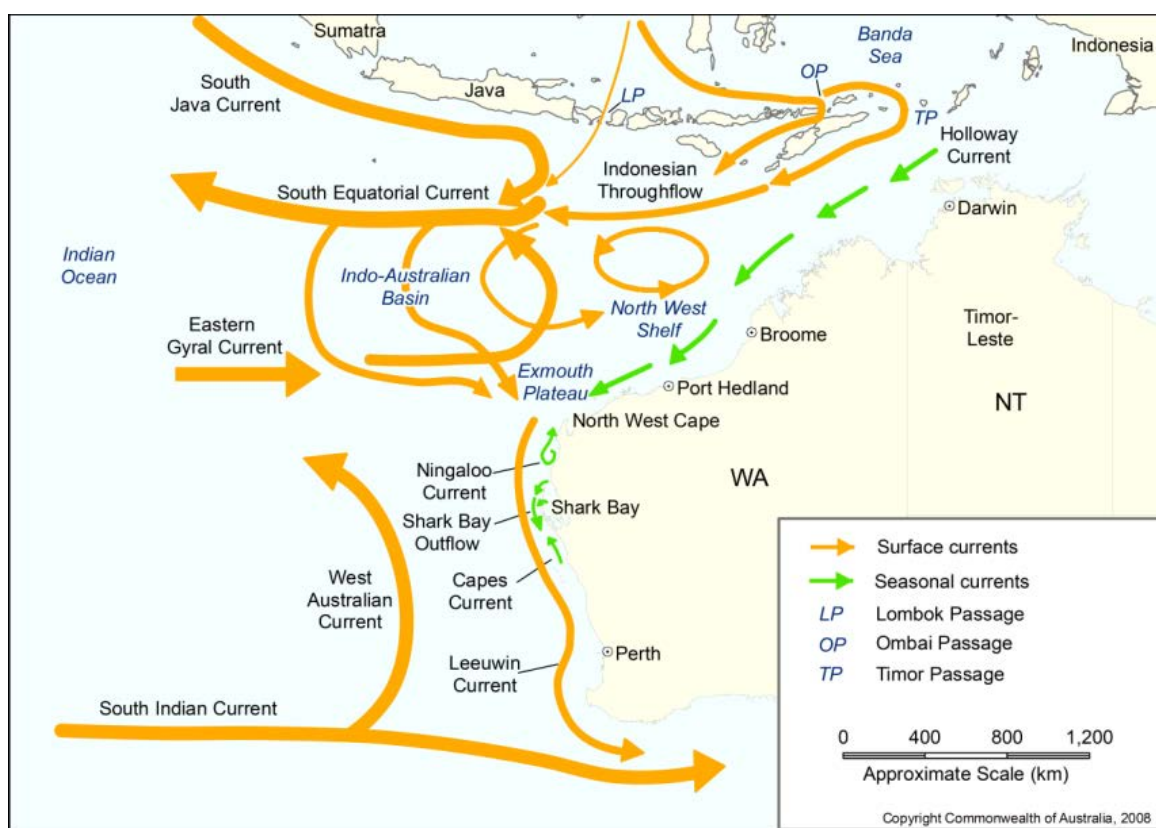 Sumatra
Banda
Sea
Indonesia
South
Java Current
Java
LP
OP
TP
Holloway
Current
Indonesian
Throughflow
South Equatorial Current
Darwin
Indian
Ocean
Indo-Australian
Basin
North West
Shelf
Broome
Timor-
Leste
Eastern
Gyral Current
Exmouth
Plateau
Port Hedland
NT
North West Cape
Ningaloo
Current
WA
Shark Bay
Shark Bay
Outflow
Capes
Current
West
Australian
Current
Leeuwin
Current
Perth
South Indian Current
Surface currents
Seasonal currents
LP Lombok Passage
OP Ombai Passage
TP Timor Passage
0 400 800 1,200
Approximate Scale (km)
Copyright Commonwealth of Australia, 2008